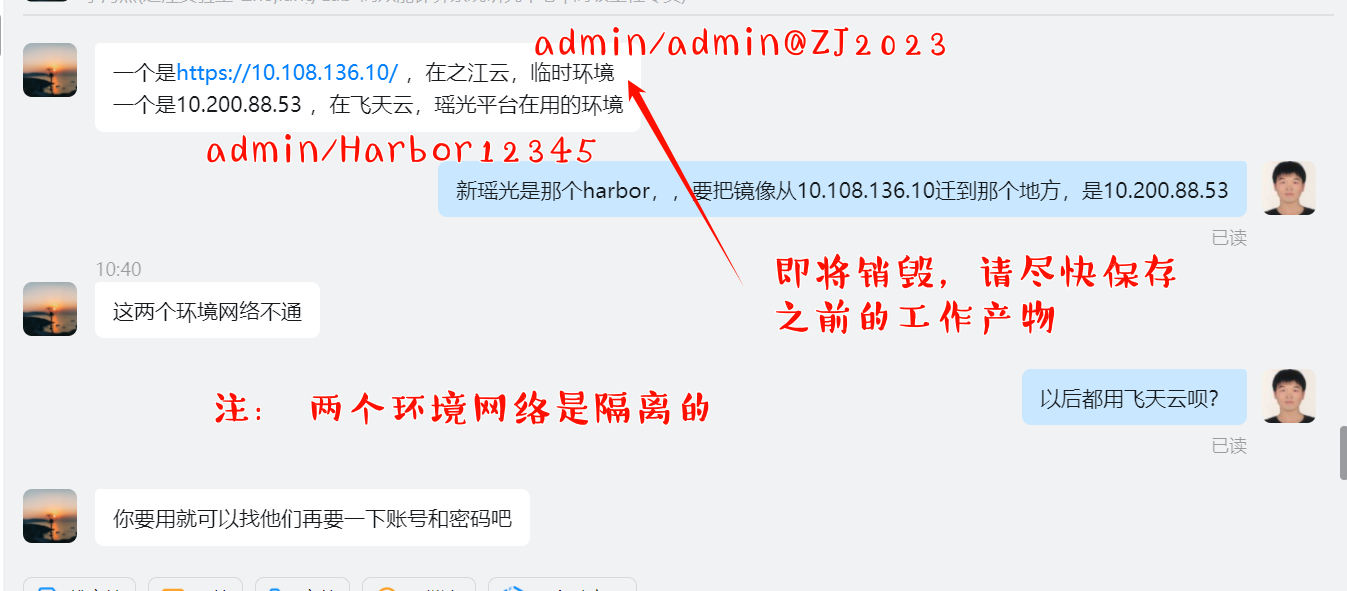 admin/admin@ZJ2023
一个是https://10.108.136.10/ ，在之江云，临时环境
一个是10.200.88.53 ，在飞天云，瑶光平台在用的环境
admin/Harbor12345
新瑶光是那个harbor，，要把镜像从10.108.136.10迁到那个地方，是10.200.88.53
已读
即将销毁，请尽快保存
之前的工作产物
10:40
这两个环境网络不通
注： 两个环境网络是隔离的
以后都用飞天云呗?
已读
你要用就可以找他们再要一下账号和密码吧